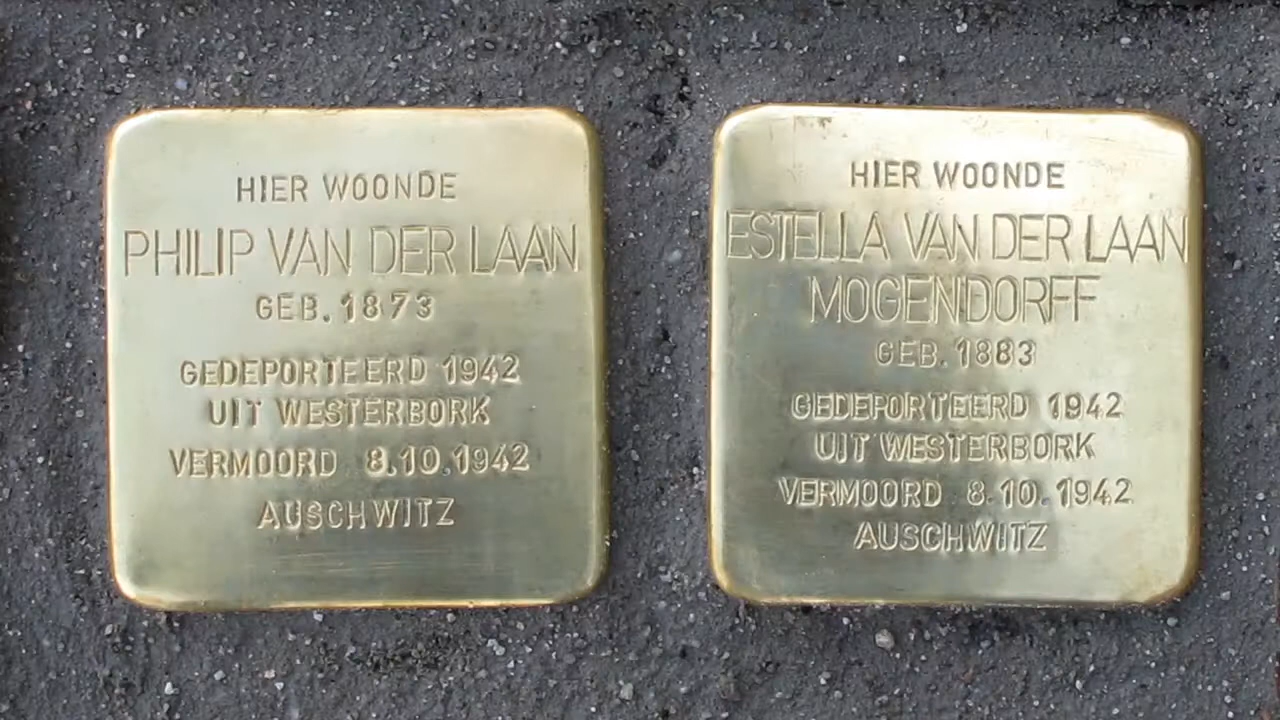 HIER WOONDE
PHILIP VAN DER LAAN
GEB. 1873
GEDEPORTEERD 1942
UIT WESTERBORK
VERMOORD 8.10.1942
AUSCHWITZ
HIER WOONDE
ESTELLA VAN DER LAAN
MOGENDORFF
GEB. 1883
GEDEPORTEERD 1942
UIT WESTERBORK
VERMOORD 8.10.1942
AUSCHWITZ